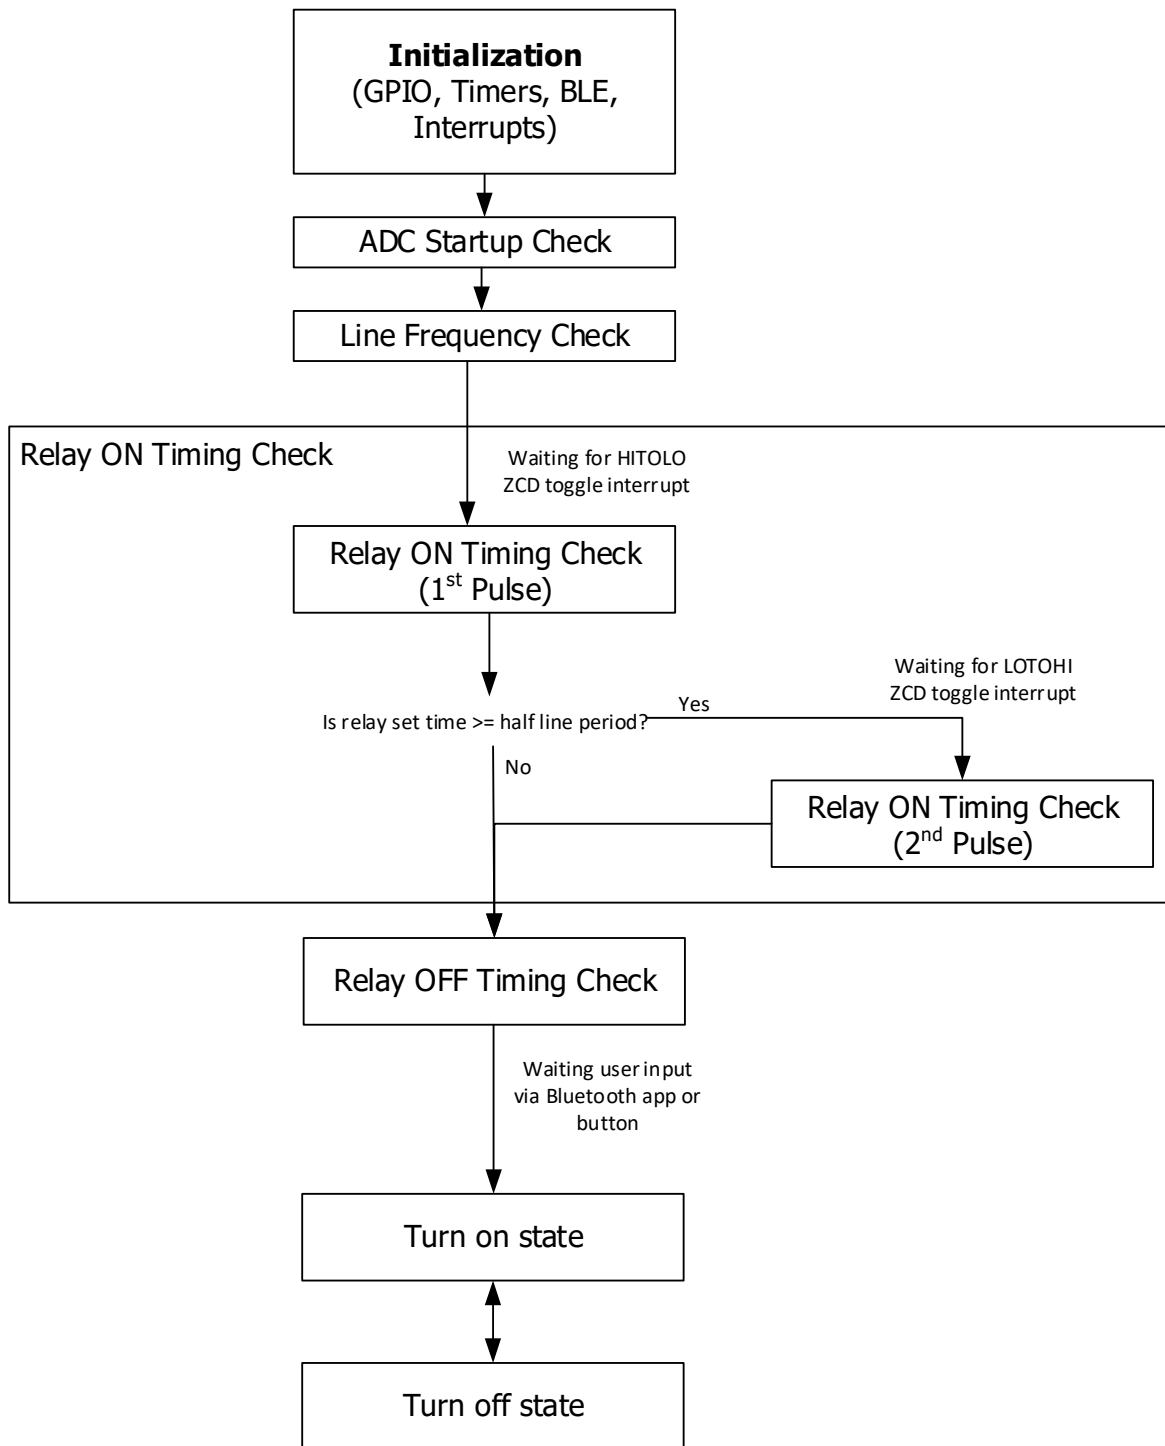 Initialization
(GPIO, Timers, BLE,
Interrupts)
ADC Startup Check
Line Frequency Check
Relay ON Timing Check
Waiting for HITOLO
ZCD toggle interrupt
Relay ON Timing Check
(1st Pulse)
Waiting for LOTOHI
ZCD toggle interrupt
Is relay set time >= half line period?
Yes
No
Relay ON Timing Check
(2nd Pulse)
Relay OFF Timing Check
Waiting user input
via Bluetooth app or
button
Turn on state
Turn off state